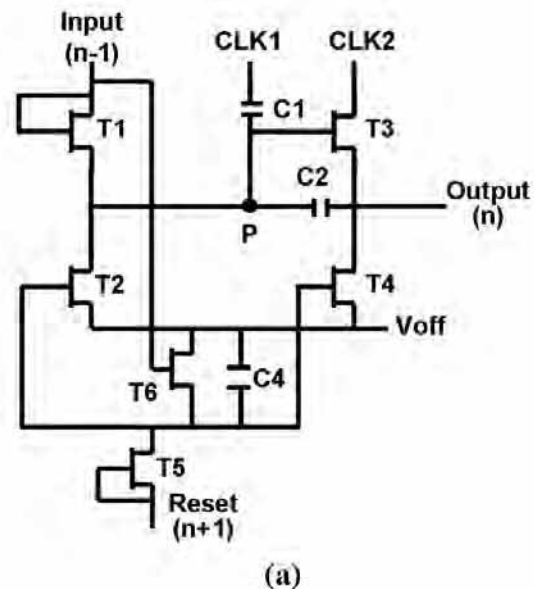 Input
(n-1)
CLK1
CLK2
T1
C1
T3
C2
Output
(n)
P
T2
T4
Voff
T6
C4
T5
Reset
(n+1)
(a)